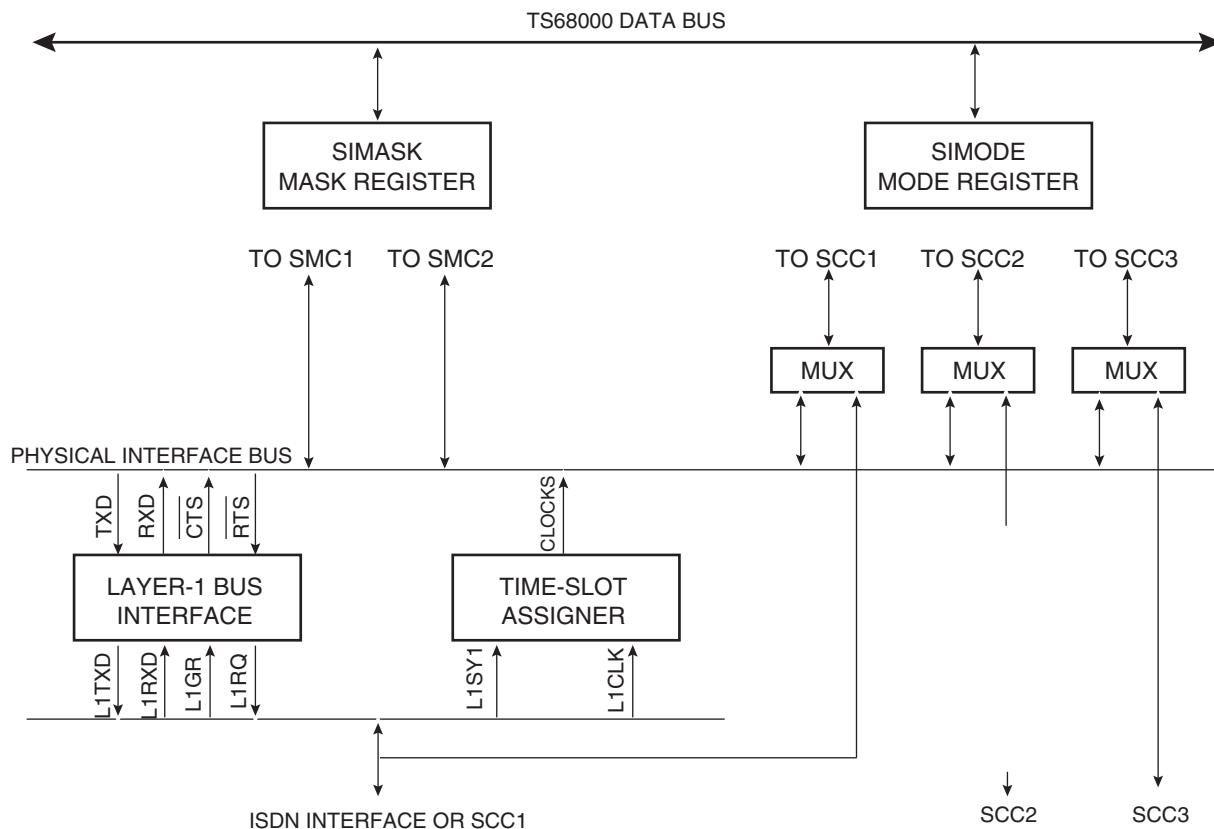 TS68000 DATA BUS
SIMASK
MASK REGISTER
SIMODE
MODE REGISTER
TO SMC1
TO SMC2
TO SCC1
TO SCC2
TO SCC3
MUX
MUX
MUX
PHYSICAL INTERFACE BUS
TXD
RXD
CTS
RTS
CLOCKS
LAYER-1 BUS
INTERFACE
TIME-SLOT
ASSIGNER
L1TXD
L1RXD
L1GR
L1RQ
L1SY1
L1CLK
ISDN INTERFACE OR SCC1
SCC2
SCC3